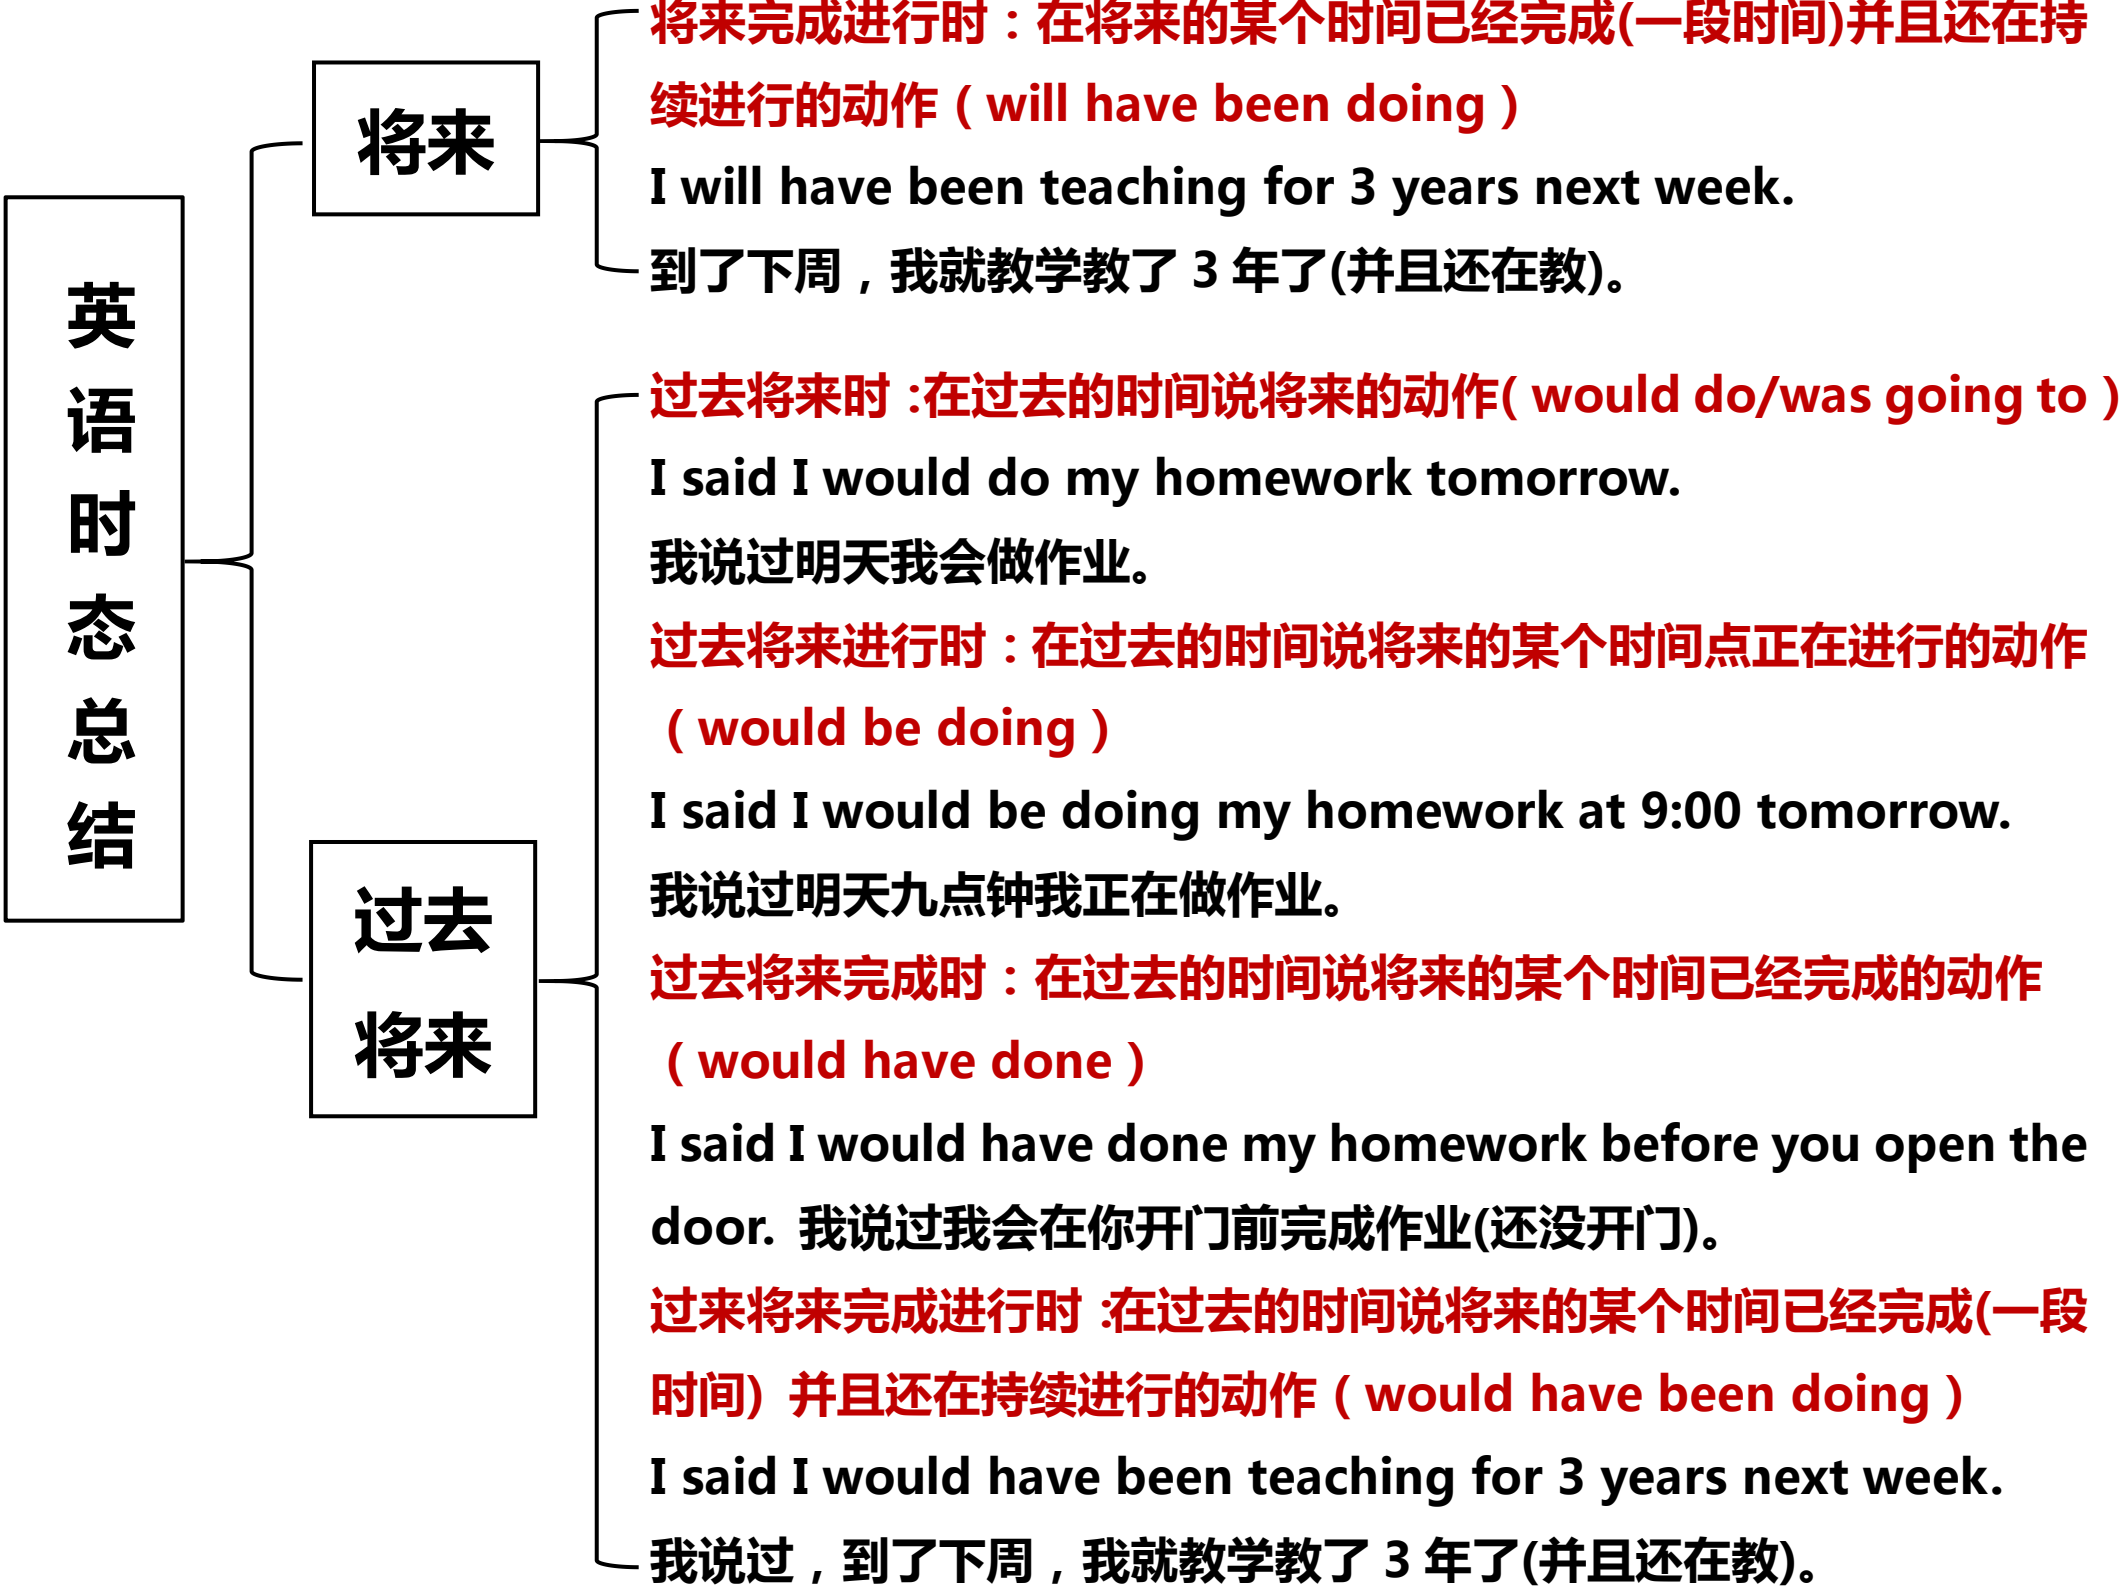 英语时态总结
将来
将来完成进行时：在将来的某个时间已经完成(一段时间)并且还在持
续进行的动作（will have been doing）
I will have been teaching for 3 years next week.
到了下周，我就教学教了 3 年了(并且还在教)。
过去
将来
过去将来时：在过去的时间说将来的动作（would do/was going to）
I said I would do my homework tomorrow.
我说过明天我会做作业。
过去将来进行时：在过去的时间说将来的某个时间点正在进行的动作
（would be doing）
I said I would be doing my homework at 9:00 tomorrow.
我说过明天九点钟我正在做作业。
过去将来完成时：在过去的时间说将来的某个时间已经完成的动作
（would have done）
I said I would have done my homework before you open the
door. 我说过我会在你开门前完成作业(还没开门)。
过来将来完成进行时：在过去的时间说将来的某个时间已经完成(一段
时间) 并且还在持续进行的动作（would have been doing）
I said I would have been teaching for 3 years next week.
我说过，到了下周，我就教学教了 3 年了(并且还在教)。